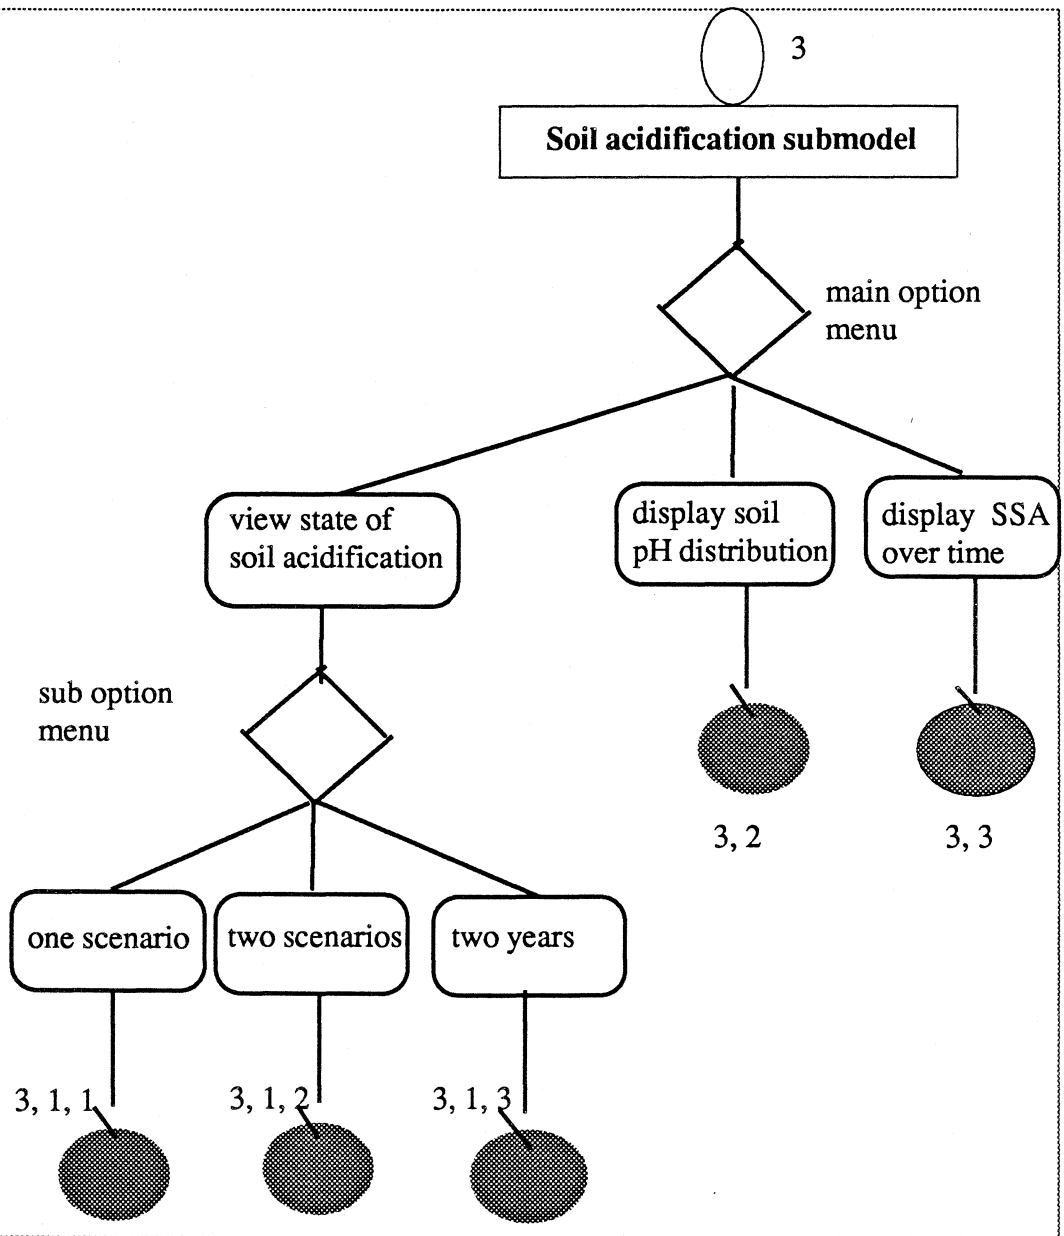 3
Soil acidification submodel
main option
menu
view state of
soil acidification
display soil
pH distribution
display SSA
over time
sub option
menu
3, 2
3, 3
one scenario
two scenarios
two years
3, 1, 1
3, 1, 2
3, 1, 3